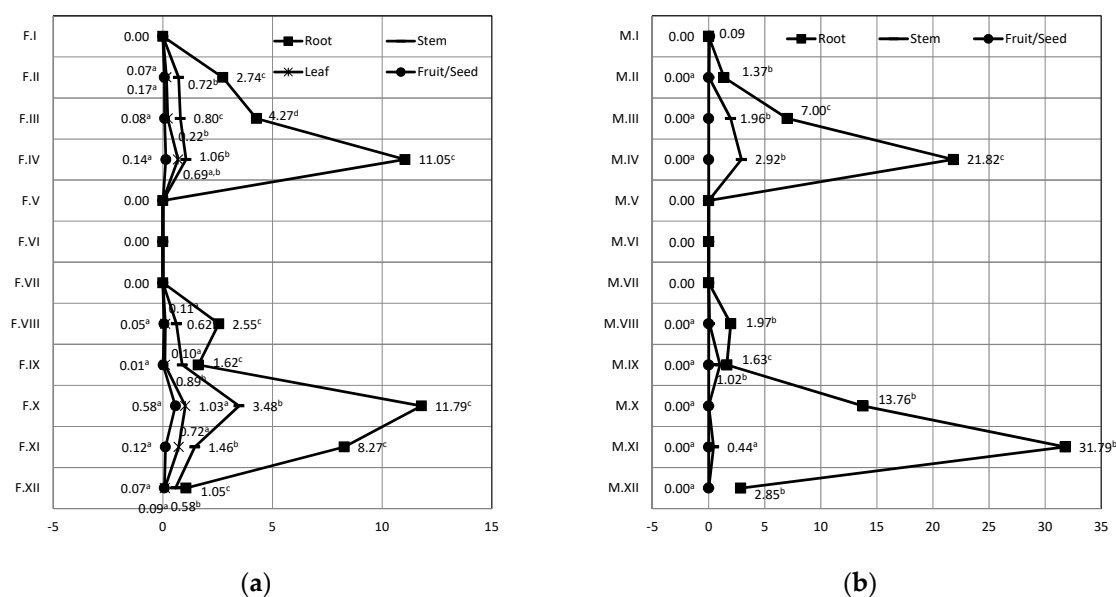 F.I 0.00
Root Stem
Leaf Fruit/Seed
F.II 0.07ᵃ 0.72ᵇ 2.74ᶜ
0.17ᵃ
F.III 0.08ᵃ 0.80ᶜ 4.27ᵈ
0.22ᵇ
F.IV 0.14ᵃ 1.06ᵇ 11.05ᶜ
0.69ᵃ,ᵇ
F.V 0.00
F.VI 0.00
F.VII 0.00
0.11ᵃ
F.VIII 0.05ᵃ 0.62 2.55ᶜ
0.10ᵃ
F.IX 0.01ᵃ 1.62ᶜ
0.89ᵇ
F.X 0.58ᵃ 1.03ᵃ 3.48ᵇ 11.79ᶜ
0.72ᵃ
F.XI 0.12ᵃ 1.46ᵇ 8.27ᶜ
F.XII 0.07ᵃ 1.05ᶜ
0.09ᵃ 0.58ᵇ
-5 0 5 10 15
(a)
M.I 0.00 0.09
Root Stem Fruit/Seed
M.II 0.00ᵃ 1.37ᵇ
M.III 0.00ᵃ 1.96ᵇ 7.00ᶜ
M.IV 0.00ᵃ 2.92ᵇ 21.82ᶜ
M.V 0.00
M.VI 0.00
M.VII 0.00
M.VIII 0.00ᵃ 1.97ᵇ
M.IX 0.00ᵃ 1.63ᶜ
1.02ᵇ
M.X 0.00ᵃ 13.76ᵇ
M.XI 0.00ᵃ 0.44ᵃ 31.79ᵇ
M.XII 0.00ᵃ 2.85ᵇ
-5 0 5 10 15 20 25 30 35
(b)